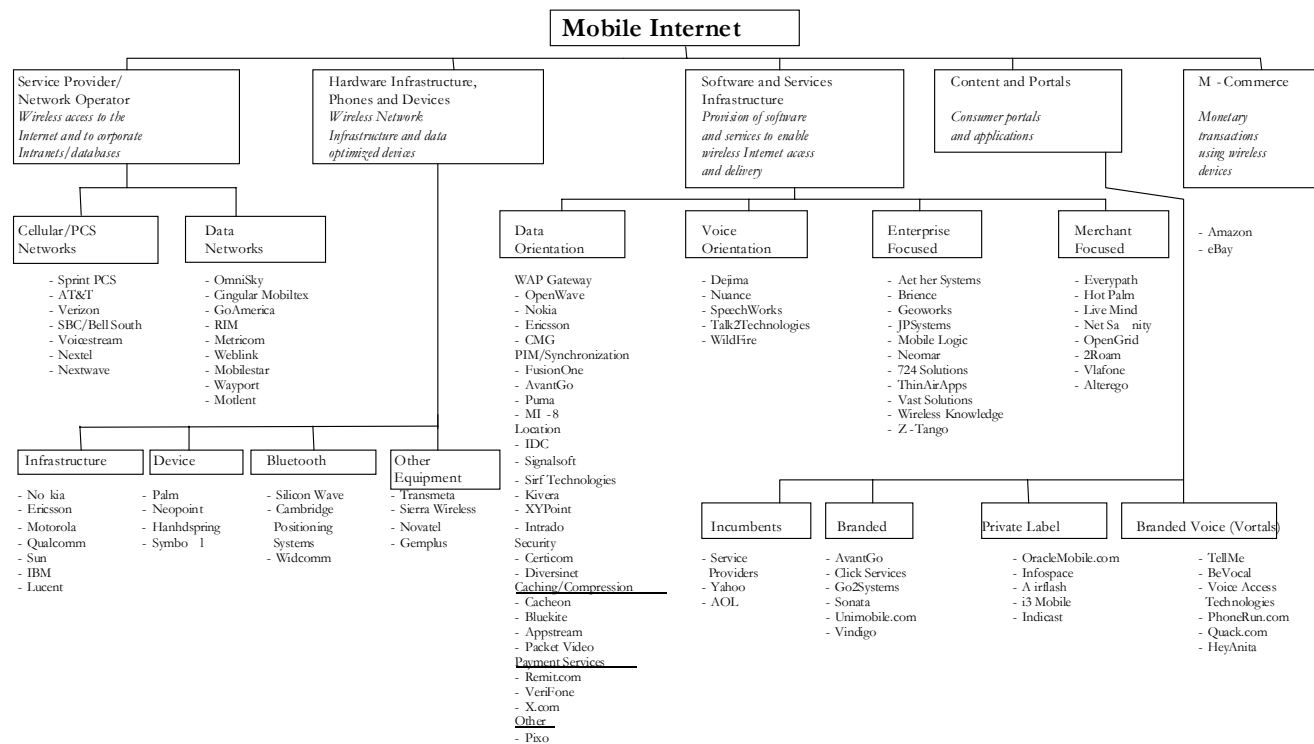 Mobile Internet
Service Provider/
Network Operator
Wireless access to the
Internet and to corporate
Intranets/databases
Hardware Infrastructure,
Phones and Devices
Wireless Network
Infrastructure and data
optimized devices
Software and Services
Infrastructure
Provision of software
and services to enable
wireless Internet access
and delivery
Content and Portals
Consumer portals
and applications
M - Commerce
Monetary
transactions
using wireless
devices
- Amazon
- eBay
Cellular/PCS
Networks
- Sprint PCS
- AT&T
- Verizon
- SBC/Bell South
- Voicestream
- Nextel
- Nextwave
Data
Networks
- OmniSky
- Cingular Mobiltex
- GoAmerica
- RIM
- Metricom
- Weblink
- Mobilestar
- Wayport
- Motlent
Data
Orientation
WAP Gateway
- OpenWave
- Nokia
- Ericsson
- CMG
PIM/Synchronization
- FusionOne
- AvantGo
- Puma
- MI -8
Location
- IDC
- Signalsoft
- Sirf Technologies
- Kivera
- XYPoint
- Intrado
Security
- Certicom
- Diversinet
Caching/Compression
- Cacheon
- Bluekite
- Appstream
- Packet Video
Payment Services
- Remit.com
- VeriFone
- X.com
Other
- Pixo
Voice
Orientation
- Dejima
- Nuance
- SpeechWorks
- Talk2Technologies
- WildFire
Enterprise
Focused
- Aet her Systems
- Brience
- Geoworks
- JPSystems
- Mobile Logic
- Neomar
- 724 Solutions
- ThinAirApps
- Vast Solutions
- Wireless Knowledge
- Z -Tango
Merchant
Focused
- Everypath
- Hot Palm
- Live Mind
- Net Sa nity
- OpenGrid
- 2Roam
- Vlafone
- Alterego
Infrastructure
- No kia
- Ericsson
- Motorola
- Qualcomm
- Sun
- IBM
- Lucent
Device
- Palm
- Neopoint
- Hanhdspring
- Symbo l
Bluetooth
- Silicon Wave
- Cambridge
Positioning
Systems
- Widcomm
Other
Equipment
- Transmeta
- Sierra Wireless
- Novatel
- Gemplus
Incumbents
- Service
Providers
- Yahoo
- AOL
Branded
- AvantGo
- Click Services
- Go2Systems
- Sonata
- Unimobile.com
- Vindigo
Private Label
- OracleMobile.com
- Infospace
- A irflash
- i3 Mobile
- Indicast
Branded Voice (Vortals)
- TellMe
- BeVocal
- Voice Access
Technologies
- PhoneRun.com
- Quack.com
- HeyAnita